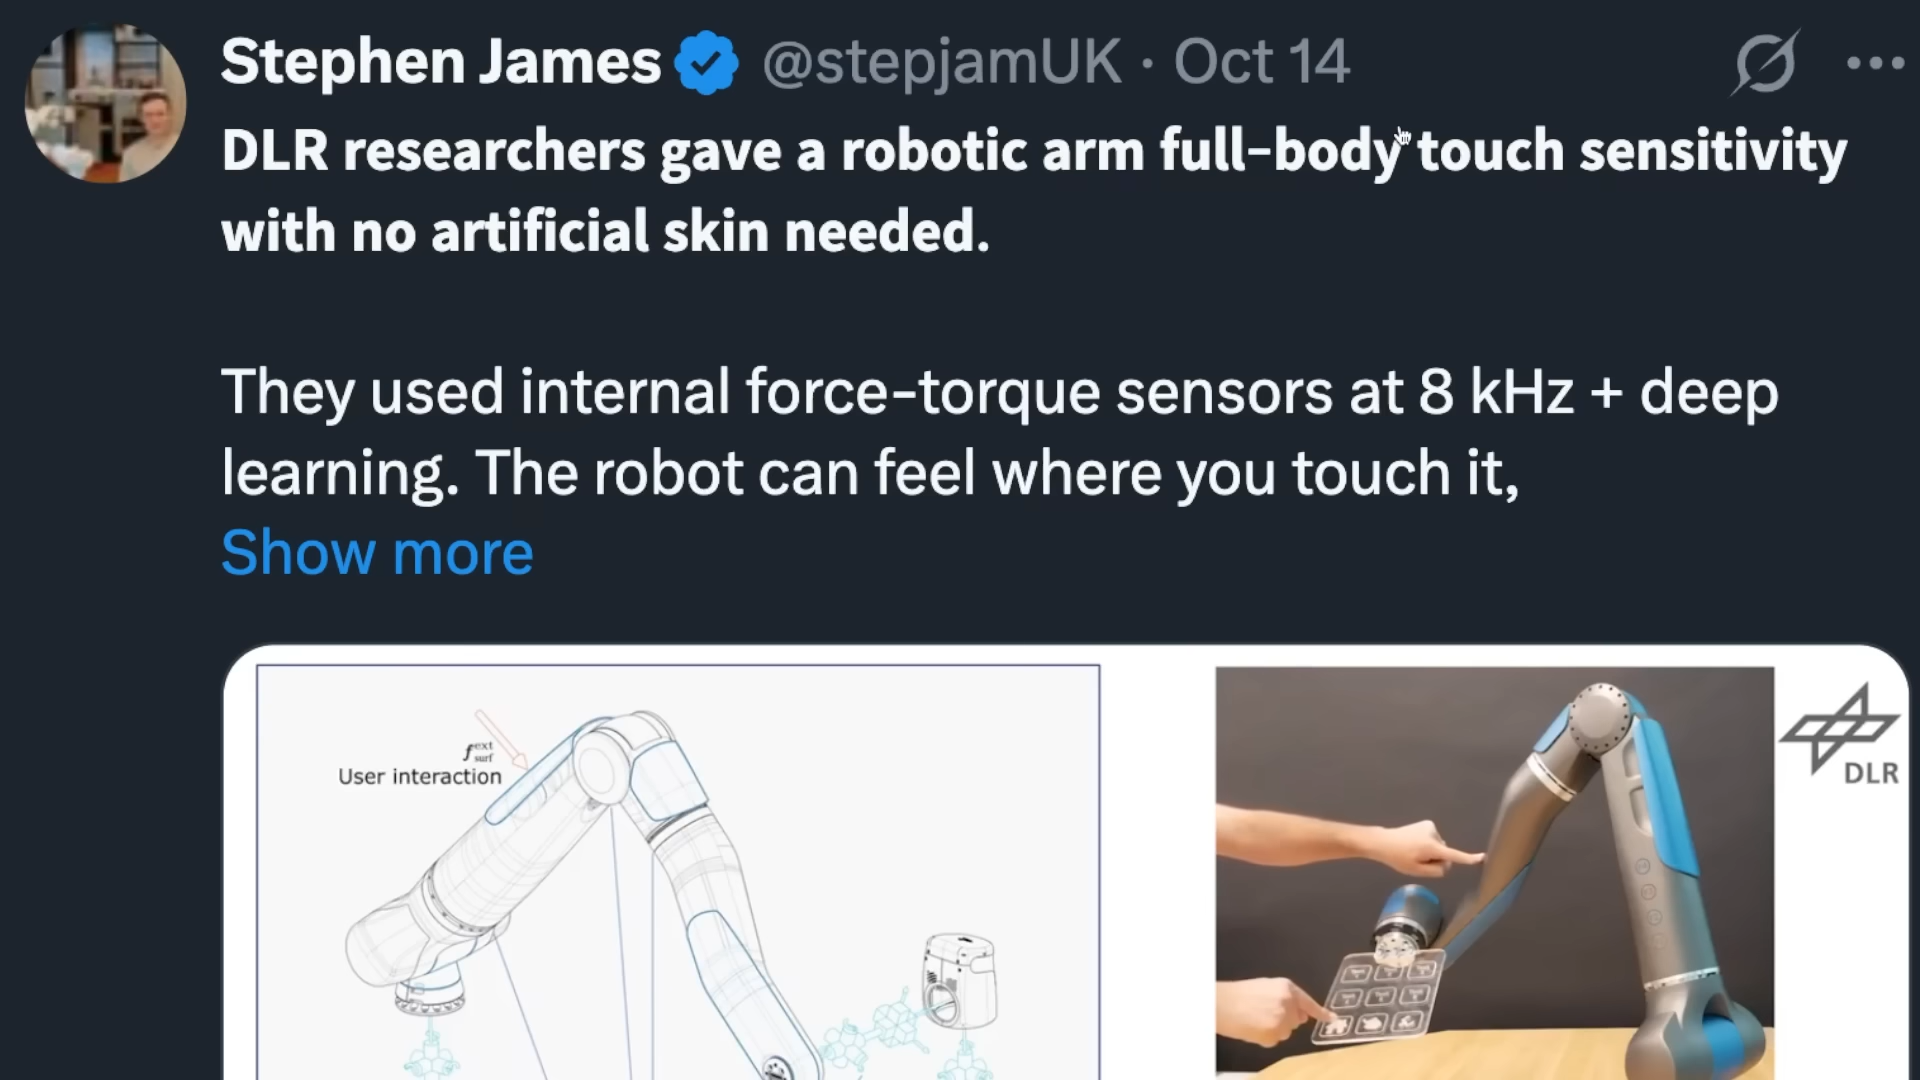 Stephen James @stepjamUK · Oct 14
DLR researchers gave a robotic arm full-body touch sensitivity
with no artificial skin needed.
They used internal force-torque sensors at 8 kHz + deep
learning. The robot can feel where you touch it,
Show more
f ext surf
User interaction
DLR